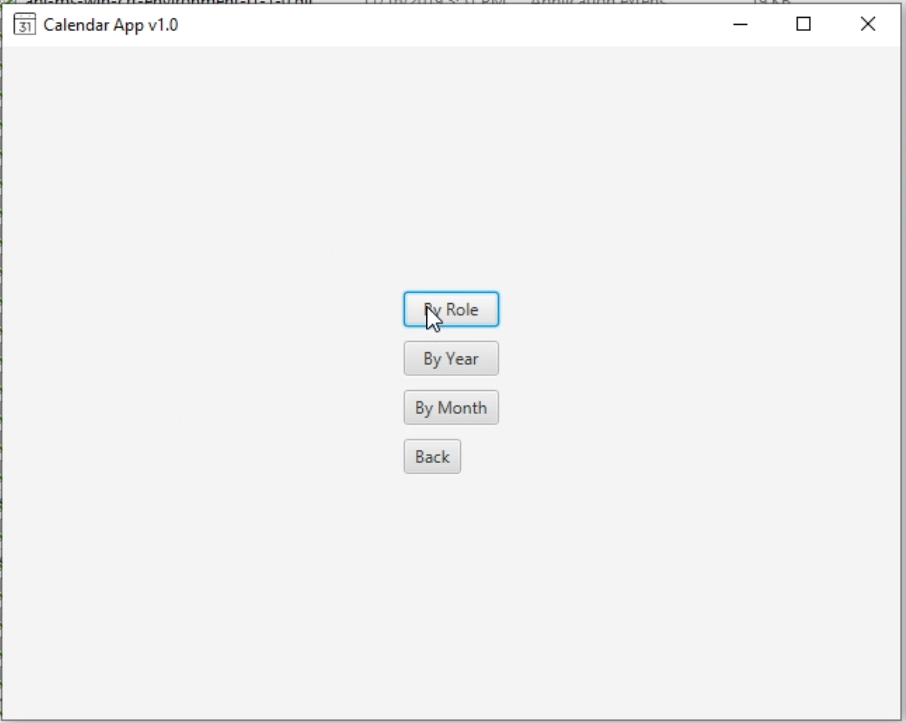 31 Calendar App v1.0
By Role
By Year
By Month
Back